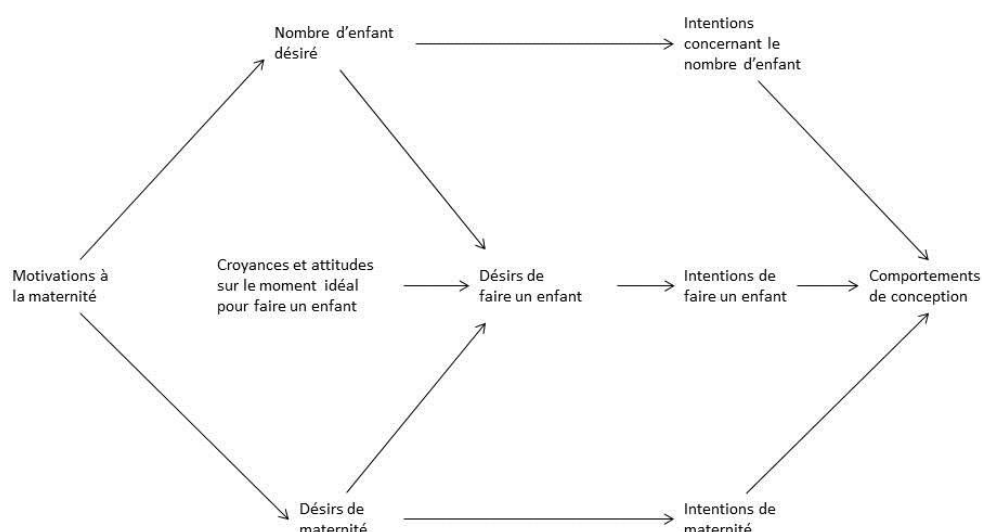 Nombre d'enfant
désiré
Intentions
concernant le
nombre d'enfant
Motivations à
la maternité
Croyances et attitudes
sur le moment idéal
pour faire un enfant
Désirs de
faire un enfant
Intentions de
faire un enfant
Comportements
de conception
Désirs de
maternité
Intentions de
maternité